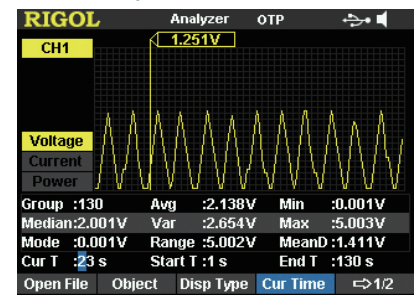 RIGOL Analyzer OTP
CH1 1.251V
Voltage
Current
Power
Group :130 Avg :2.138V Min :0.001V
Median:2.001V Var :2.654V Max :5.003V
Mode :0.001V Range :5.002V MeanD:1.411V
Cur T :23 s Start T :1 s End T :130 s
Open File Object Disp Type Cur Time ⇨1/2